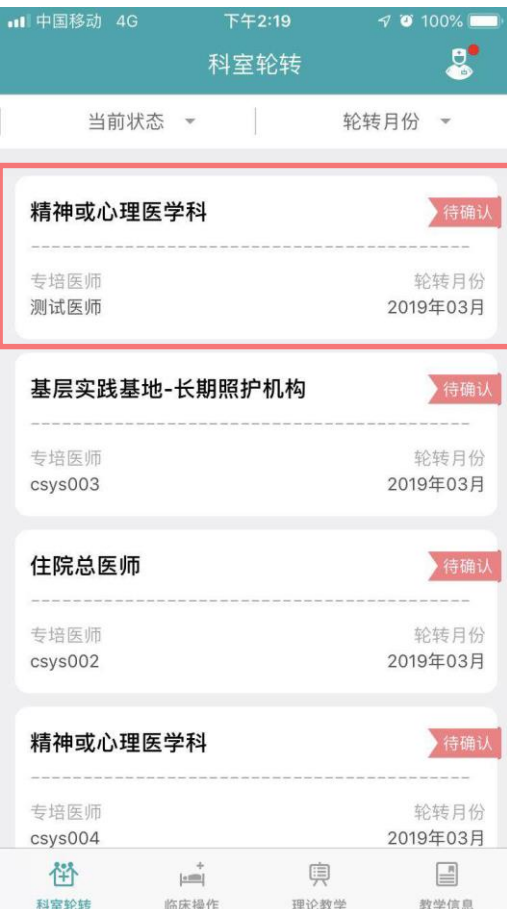 中国移动 4G 下午2:19 100%
科室轮转
当前状态 轮转月份
精神或心理医学科 待确认
专培医师 轮转月份
测试医师 2019年03月
基层实践基地-长期照护机构 待确认
专培医师 轮转月份
csys003 2019年03月
住院总医师 待确认
专培医师 轮转月份
csys002 2019年03月
精神或心理医学科 待确认
专培医师 轮转月份
csys004 2019年03月
科室轮转 临床操作 理论教学 教学信息